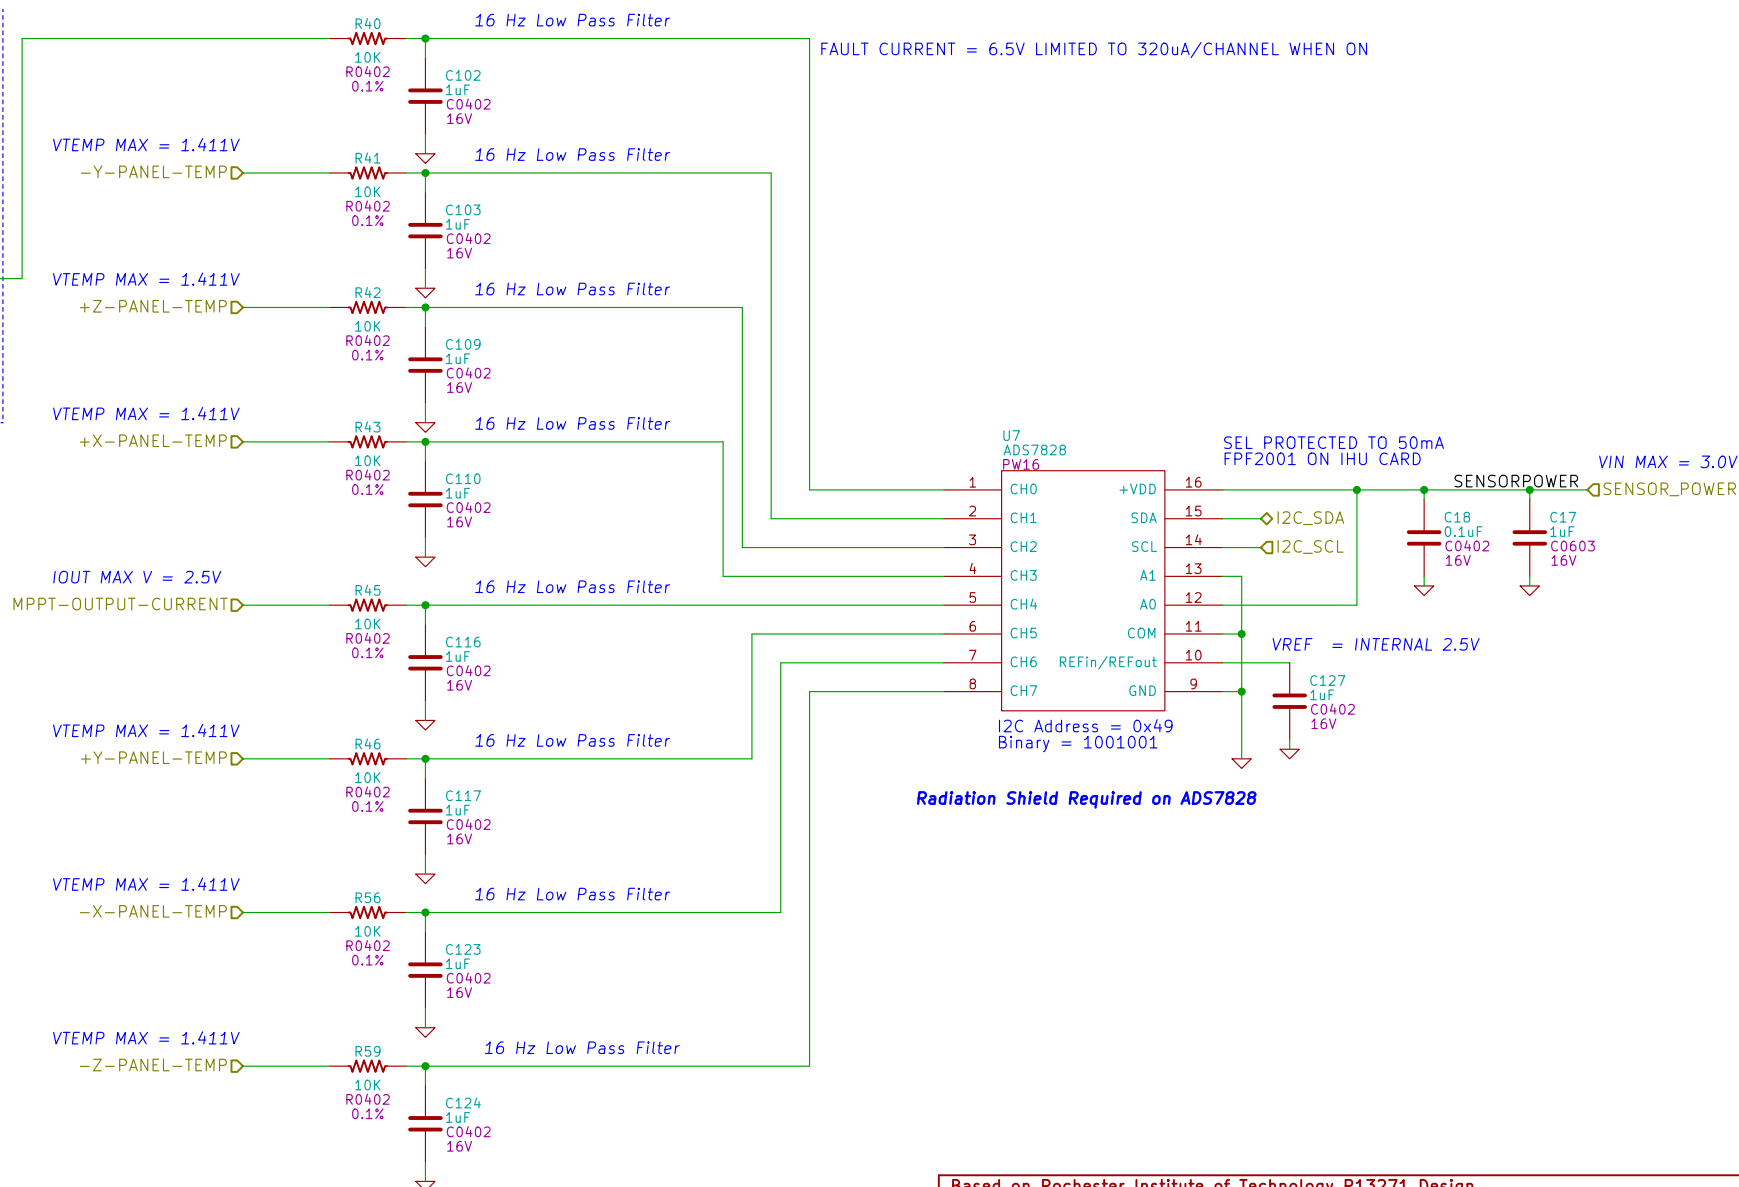 R40
10K
R0402
0.1%
16 Hz Low Pass Filter
C102
1uF
C0402
16V
FAULT CURRENT = 6.5V LIMITED TO 320uA/CHANNEL WHEN ON
VTEMP MAX = 1.411V
-Y-PANEL-TEMP
R41
10K
R0402
0.1%
16 Hz Low Pass Filter
C103
1uF
C0402
16V
VTEMP MAX = 1.411V
+Z-PANEL-TEMP
R42
10K
R0402
0.1%
16 Hz Low Pass Filter
C109
1uF
C0402
16V
VTEMP MAX = 1.411V
+X-PANEL-TEMP
R43
10K
R0402
0.1%
16 Hz Low Pass Filter
C110
1uF
C0402
16V
IOUT MAX V = 2.5V
MPPT-OUTPUT-CURRENT
R45
10K
R0402
0.1%
16 Hz Low Pass Filter
C116
1uF
C0402
16V
VTEMP MAX = 1.411V
+Y-PANEL-TEMP
R46
10K
R0402
0.1%
16 Hz Low Pass Filter
C117
1uF
C0402
16V
VTEMP MAX = 1.411V
-X-PANEL-TEMP
R56
10K
R0402
0.1%
16 Hz Low Pass Filter
C123
1uF
C0402
16V
VTEMP MAX = 1.411V
-Z-PANEL-TEMP
R59
10K
R0402
0.1%
16 Hz Low Pass Filter
C124
1uF
C0402
16V
U7
ADS7828
PW16
1 CH0 +VDD 16
2 CH1 SDA 15
3 CH2 SCL 14
4 CH3 A1 13
5 CH4 A0 12
6 CH5 COM 11
7 CH6 REFin/REFout 10
8 CH7 GND 9
I2C Address = 0x49
Binary = 1001001
Radiation Shield Required on ADS7828
SEL PROTECTED TO 50mA
FPF2001 ON IHU CARD
VIN MAX = 3.0V
SENSORPOWER
SENSOR_POWER
I2C_SDA
I2C_SCL
C18
0.1uF
C0402
16V
C17
1uF
C0603
16V
VREF = INTERNAL 2.5V
C127
1uF
C0402
16V
Based on Rochester Institute of Technology P13271 Design